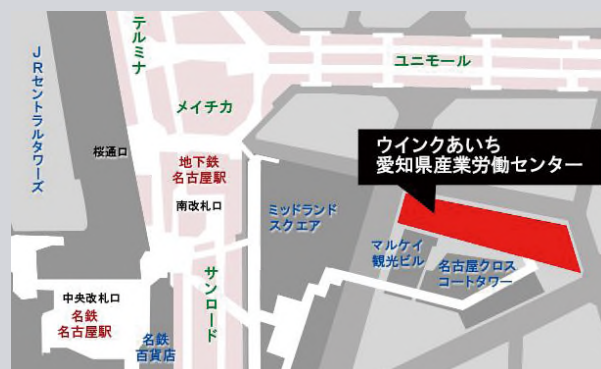 テルミナ
ユニモール
JRセントラルタワーズ
メイチカ
桜通口
地下鉄
名古屋駅
南改札口
ウインクあいち
愛知県産業労働センター
ミッドランド
スクエア
マルケイ
観光ビル
名古屋クロス
コートタワー
サンロード
中央改札口
名鉄
名古屋駅
名鉄
百貨店